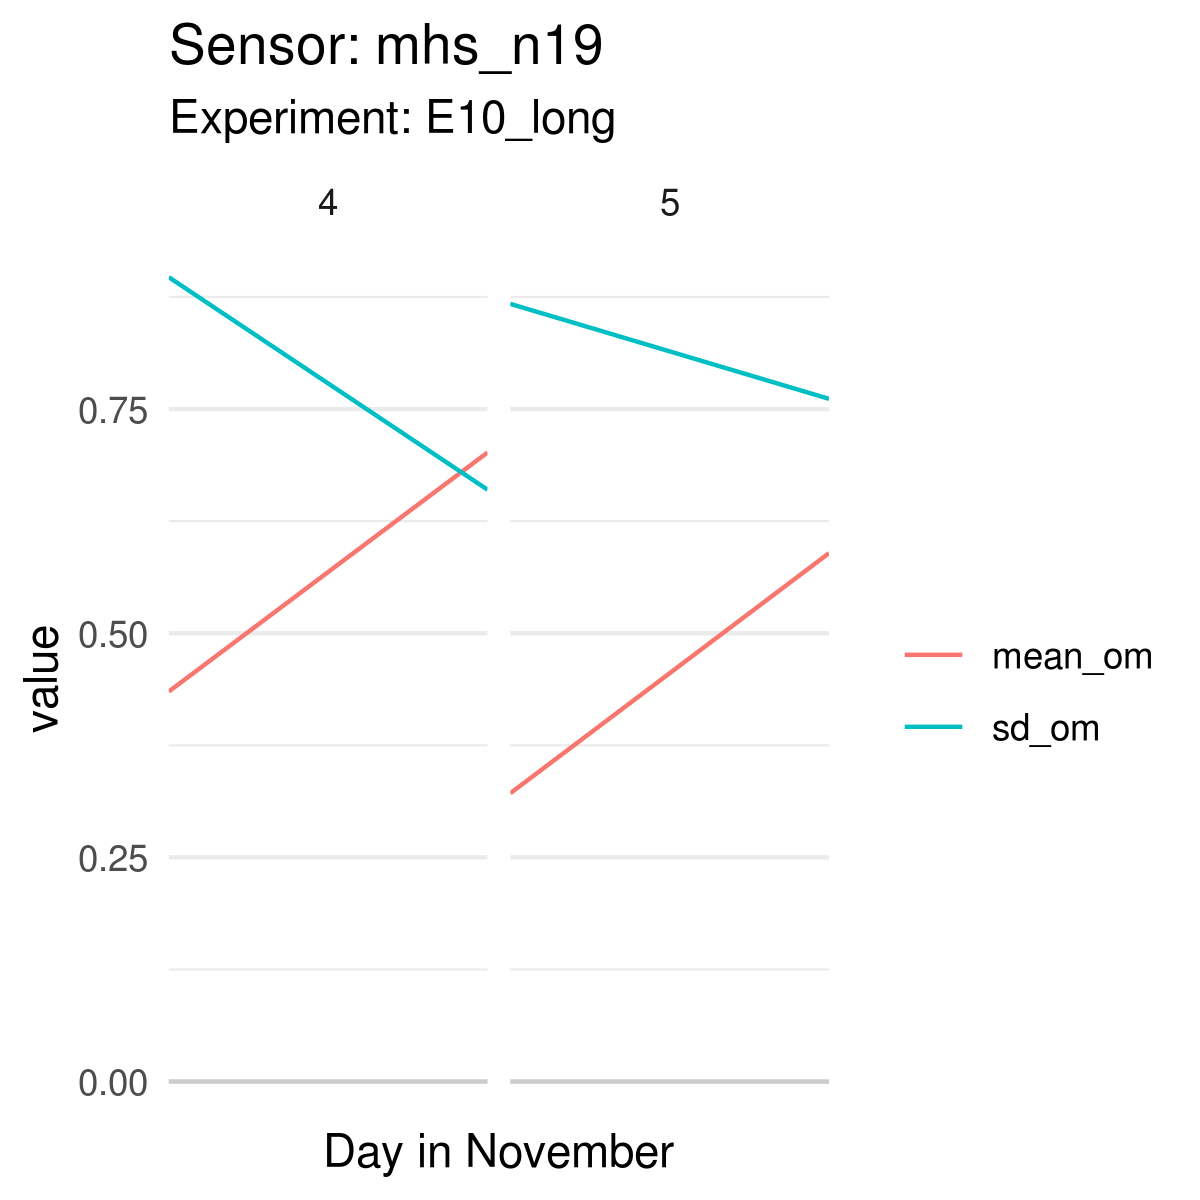 Sensor: mhs_n19
Experiment: E10_long
4
5
0.75
0.50
0.25
0.00
value
Day in November
mean_om
sd_om